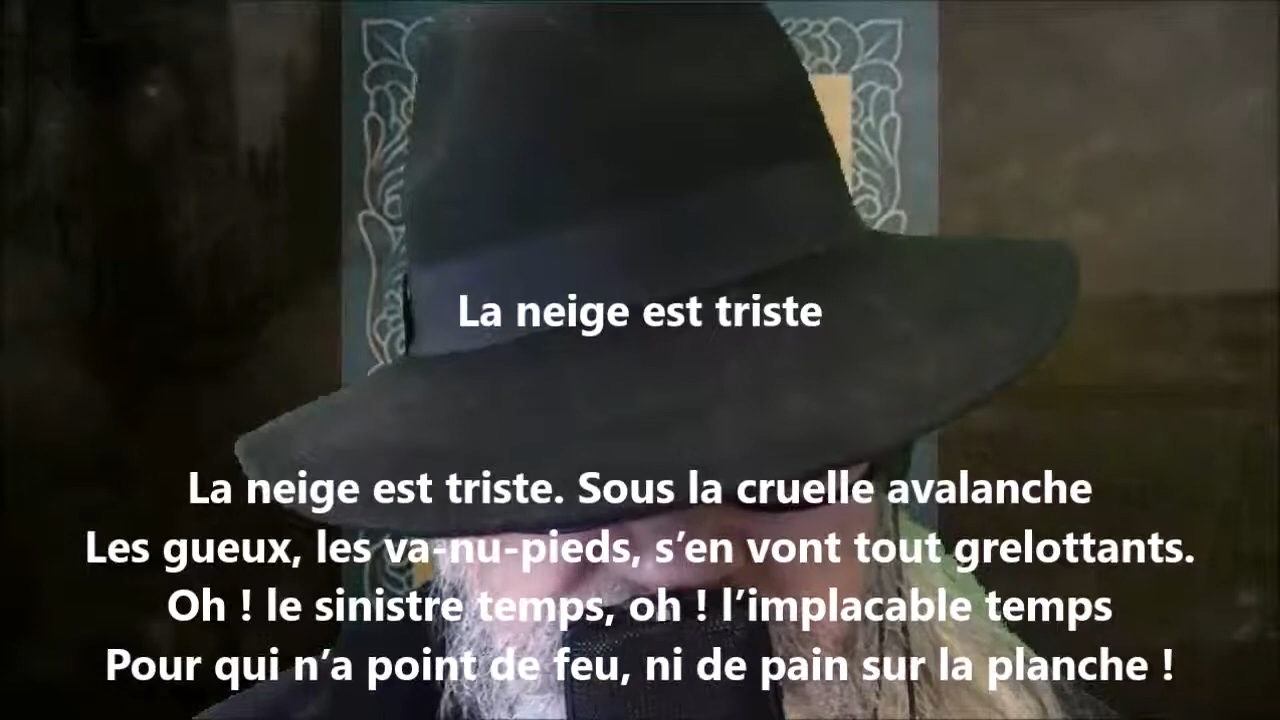 La neige est triste
La neige est triste. Sous la cruelle avalanche
Les gueux, les va-nu-pieds, s’en vont tout grelottants.
Oh ! le sinistre temps, oh ! l’implacable temps
Pour qui n’a point de feu, ni de pain sur la planche !